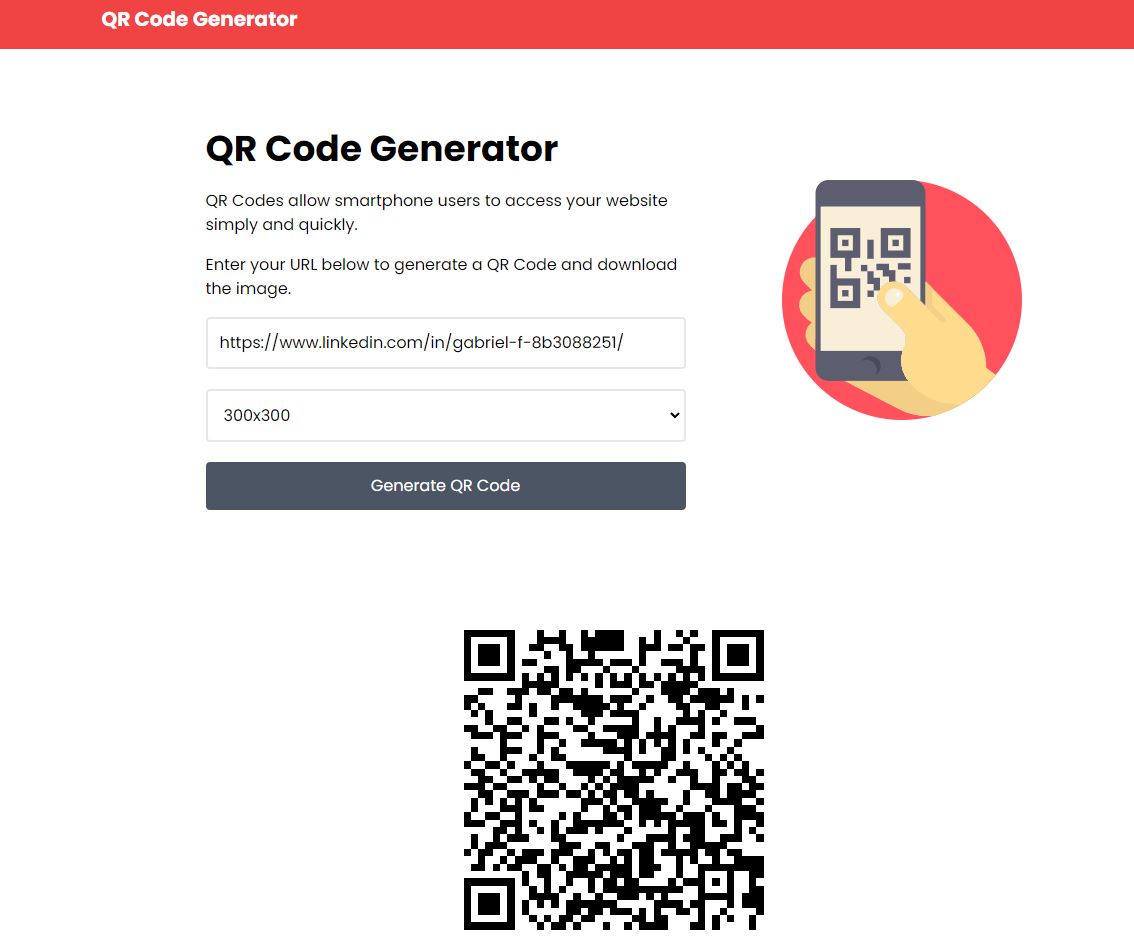 QR Code Generator
QR Code Generator
QR Codes allow smartphone users to access your website
simply and quickly.
Enter your URL below to generate a QR Code and download
the image.
https://www.linkedin.com/in/gabriel-f-8b3088251/
300x300
Generate QR Code